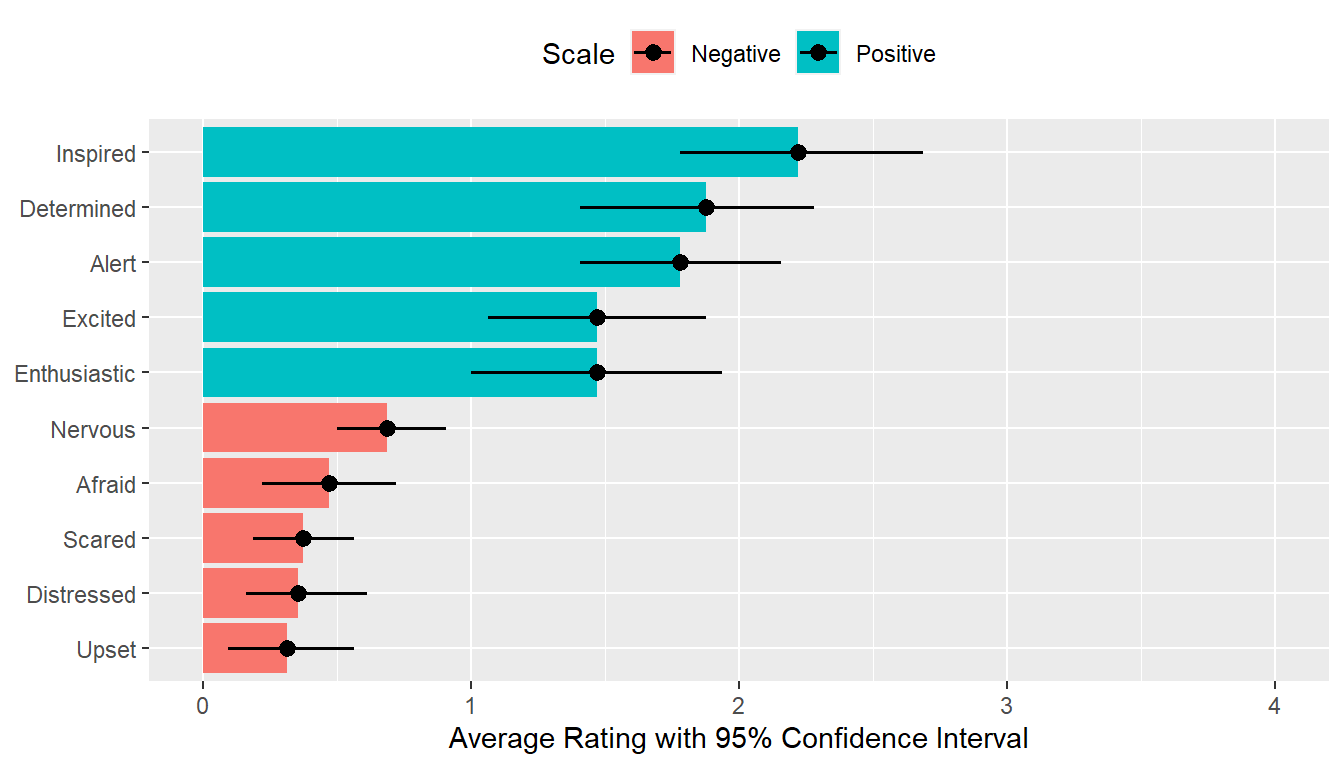 Scale Negative Positive
Inspired
Determined
Alert
Excited
Enthusiastic
Nervous
Afraid
Scared
Distressed
Upset
0 1 2 3 4
Average Rating with 95% Confidence Interval